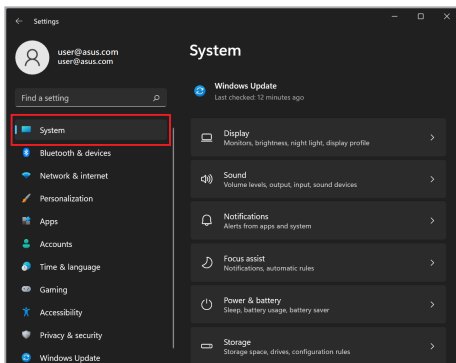 Settings
user@asus.com
user@asus.com
Find a setting
System
Bluetooth & devices
Network & internet
Personalization
Apps
Accounts
Time & language
Gaming
Accessibility
Privacy & security
Windows Update
System
Windows Update
Last checked: 12 minutes ago
Display
Monitors, brightness, night light, display profile
Sound
Volume levels, output, input, sound devices
Notifications
Alerts from apps and system
Focus assist
Notifications, automatic rules
Power & battery
Sleep, battery usage, battery saver
Storage
Storage space, drives, configuration rules